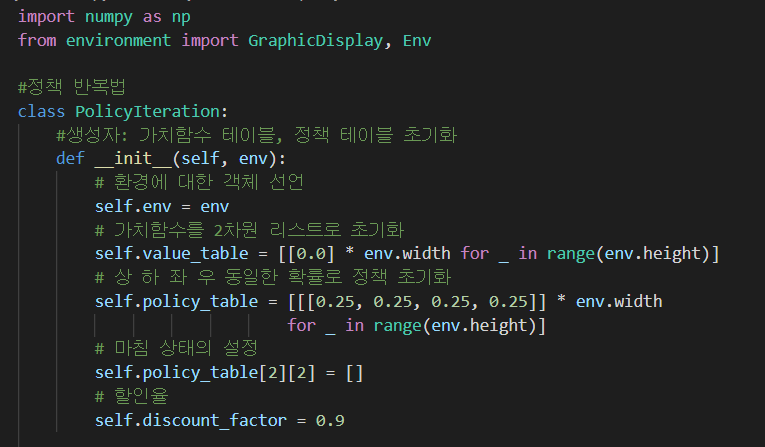 import numpy as np
from environment import GraphicDisplay, Env
#정책 반복법
class PolicyIteration:
#생성자: 가치함수 테이블, 정책 테이블 초기화
def __init__(self, env):
# 환경에 대한 객체 선언
self.env = env
# 가치함수를 2차원 리스트로 초기화
self.value_table = [[0.0] * env.width for _ in range(env.height)]
# 상 하 좌 우 동일한 확률로 정책 초기화
self.policy_table = [[[0.25, 0.25, 0.25, 0.25]] * env.width
for _ in range(env.height)]
# 마침 상태의 설정
self.policy_table[2][2] = []
# 할인율
self.discount_factor = 0.9